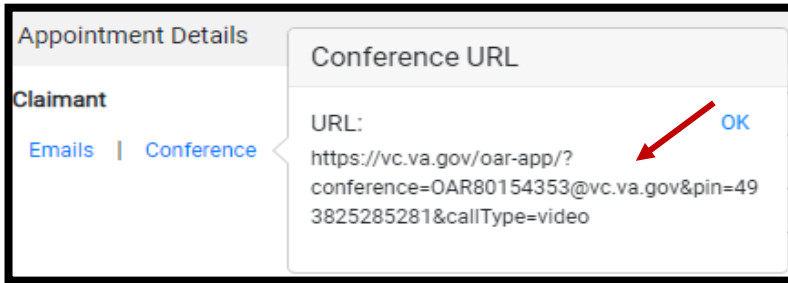 Appointment Details
Conference URL
Claimant
URL:
OK
Emails | Conference
https://vc.va.gov/oar-app/?
conference=OAR80154353@vc.va.gov&pin=49
3825285281&callType=video